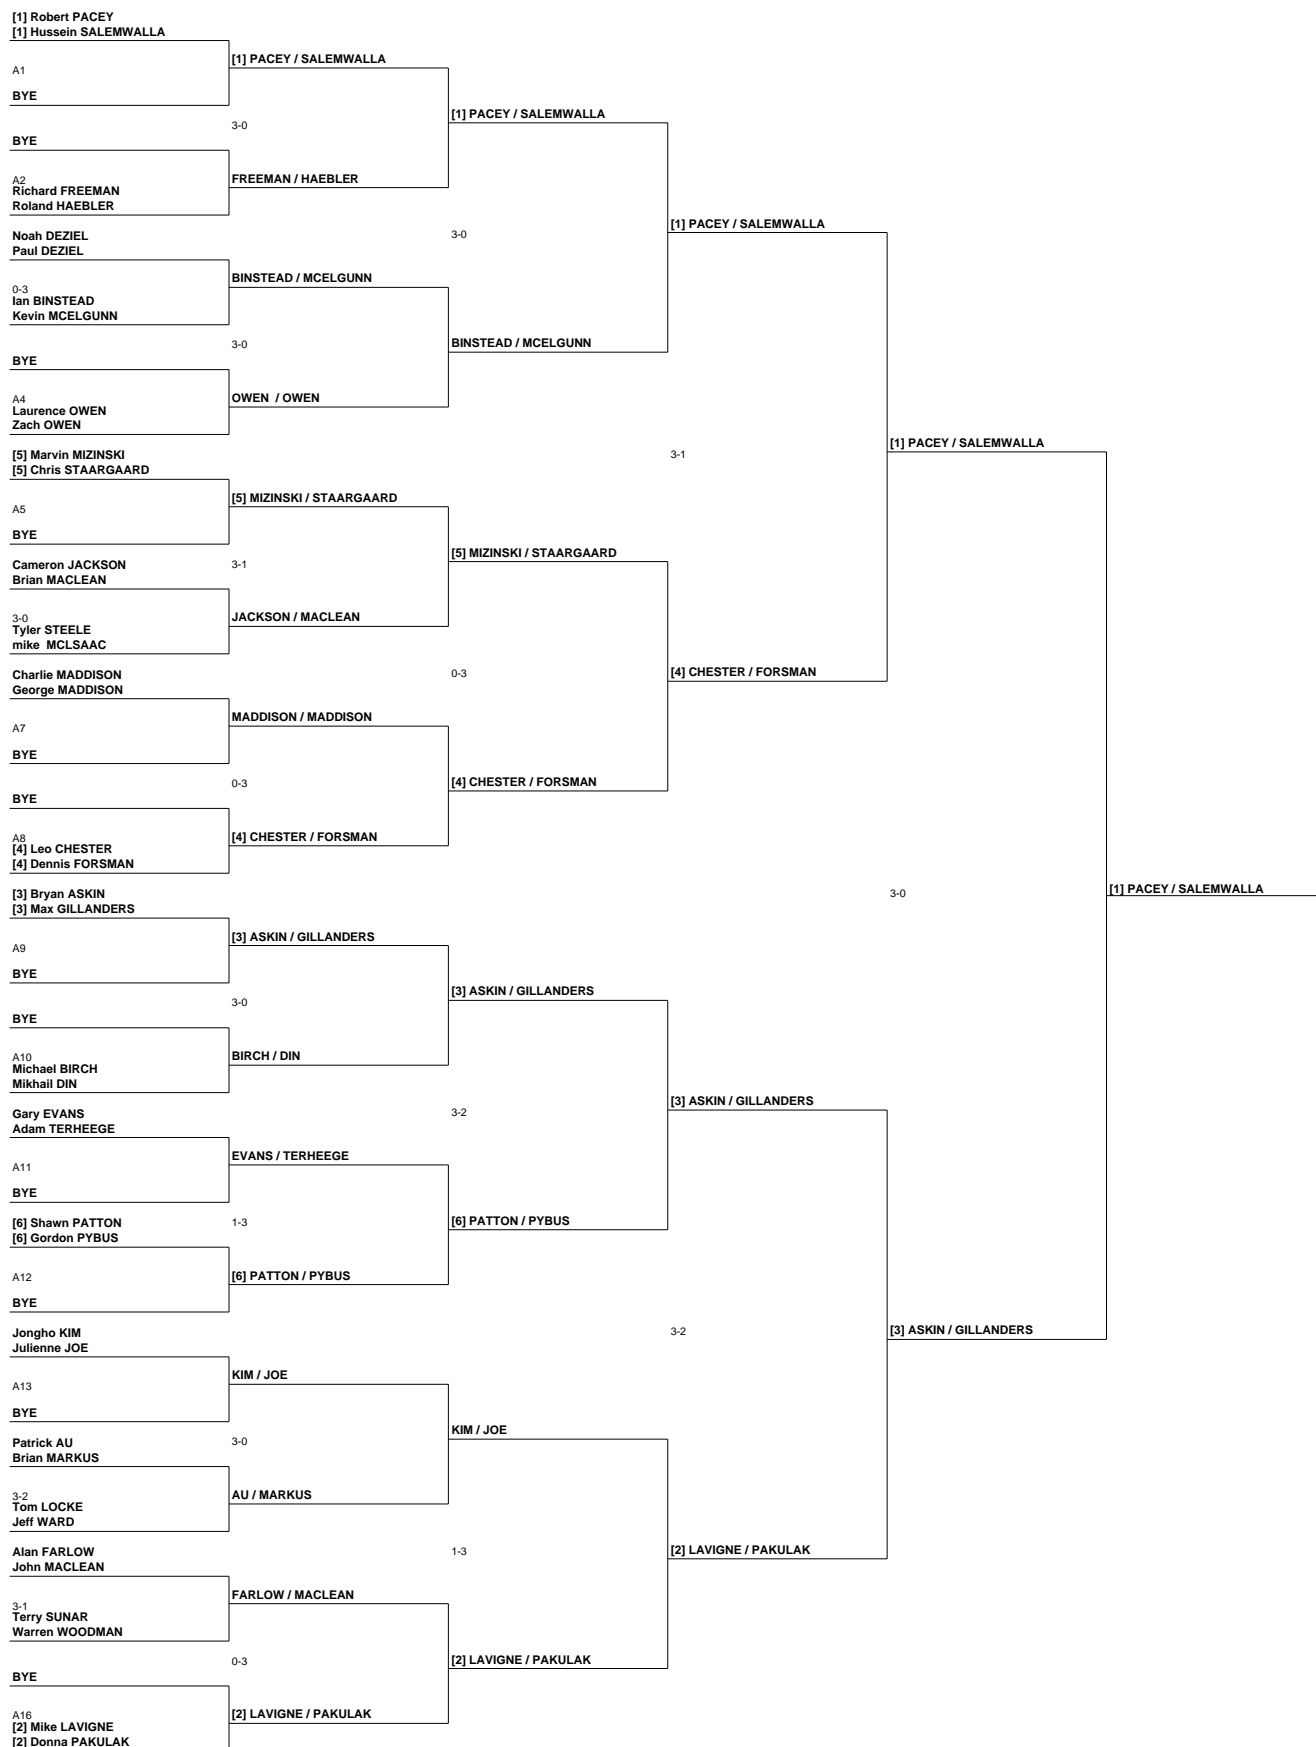 [1] Robert PACEY
[1] Hussein SALEMWALLA
[1] PACEY / SALEMWALLA
A1
BYE
[1] PACEY / SALEMWALLA
3-0
BYE
A2
FREEMAN / HAEBLER
Richard FREEMAN
Roland HAEBLER
[1] PACEY / SALEMWALLA
Noah DEZIEL
3-0
Paul DEZIEL
BINSTEAD / MCELGUNN
0-3
Ian BINSTEAD
Kevin MCELGUNN
3-0
BINSTEAD / MCELGUNN
BYE
A4
OWEN / OWEN
Laurence OWEN
Zach OWEN
[1] PACEY / SALEMWALLA
[5] Marvin MIZINSKI
3-1
[5] Chris STAARGAARD
[5] MIZINSKI / STAARGAARD
A5
BYE
[5] MIZINSKI / STAARGAARD
Cameron JACKSON
3-1
Brian MACLEAN
3-0
JACKSON / MACLEAN
Tyler STEELE
mike MCLSAAC
[4] CHESTER / FORSMAN
Charlie MADDISON
0-3
George MADDISON
MADDISON / MADDISON
A7
BYE
0-3
[4] CHESTER / FORSMAN
BYE
A8
[4] CHESTER / FORSMAN
[4] Leo CHESTER
[4] Dennis FORSMAN
[1] PACEY / SALEMWALLA
[3] Bryan ASKIN
3-0
[3] Max GILLANDERS
[3] ASKIN / GILLANDERS
A9
BYE
[3] ASKIN / GILLANDERS
3-0
BYE
A10
BIRCH / DIN
Michael BIRCH
Mikhail DIN
[3] ASKIN / GILLANDERS
Gary EVANS
3-2
Adam TERHEEGE
EVANS / TERHEEGE
A11
BYE
[6] Shawn PATTON
1-3
[6] PATTON / PYBUS
[6] Gordon PYBUS
A12
[6] PATTON / PYBUS
BYE
Jongho KIM
3-2
[3] ASKIN / GILLANDERS
Julienne JOE
KIM / JOE
A13
BYE
KIM / JOE
Patrick AU
3-0
Brian MARKUS
3-2
AU / MARKUS
Tom LOCKE
Jeff WARD
Alan FARLOW
1-3
[2] LAVIGNE / PAKULAK
John MACLEAN
FARLOW / MACLEAN
3-1
Terry SUNAR
Warren WOODMAN
0-3
[2] LAVIGNE / PAKULAK
BYE
A16
[2] LAVIGNE / PAKULAK
[2] Mike LAVIGNE
[2] Donna PAKULAK